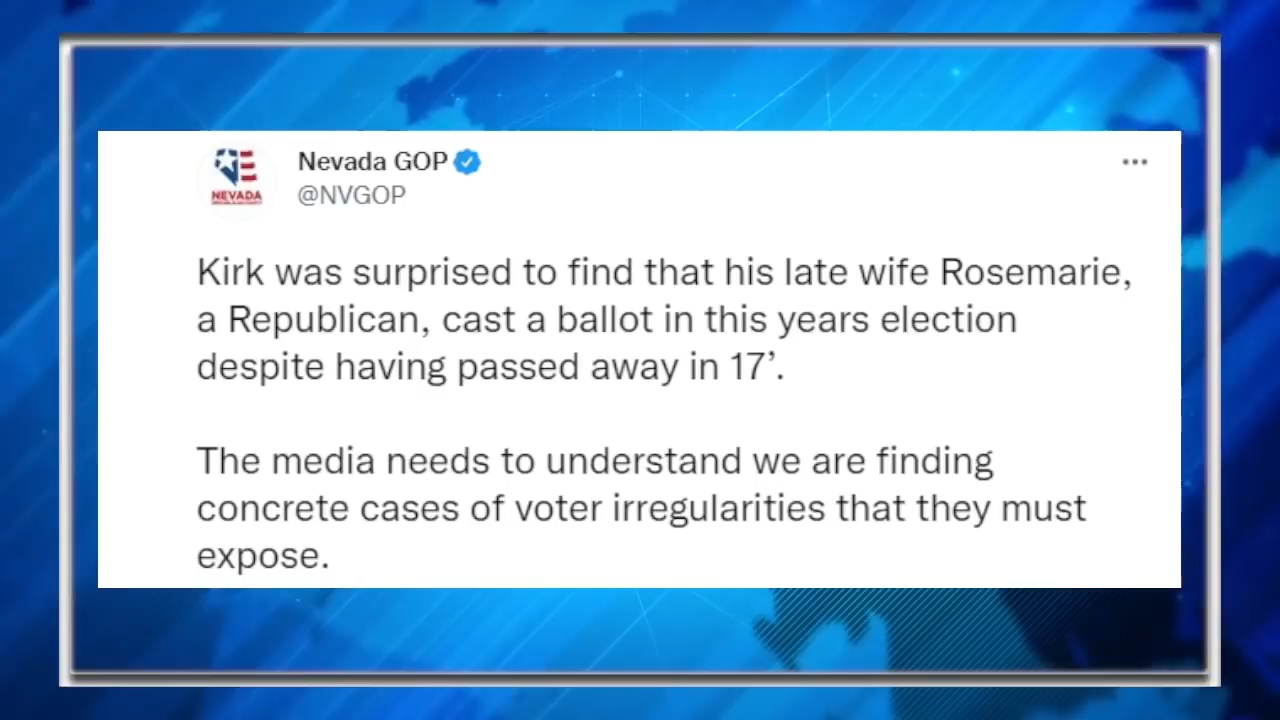 Nevada GOP
@NVGOP
NEVADA
Kirk was surprised to find that his late wife Rosemarie,
a Republican, cast a ballot in this years election
despite having passed away in 17’.
The media needs to understand we are finding
concrete cases of voter irregularities that they must
expose.